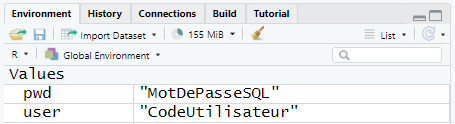 Environment History Connections Build Tutorial
Import Dataset 155 MiB List
R Global Environment
Values
pwd "MotDePasseSQL"
user "CodeUtilisateur"